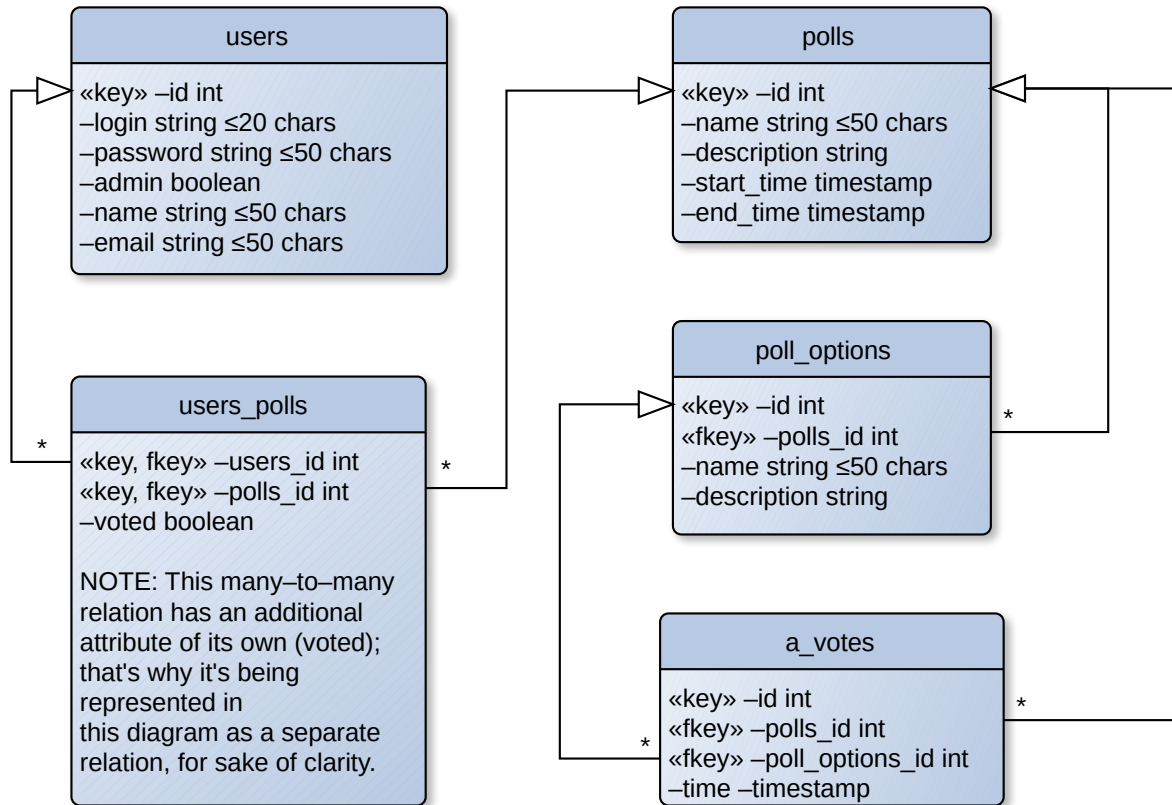 users
«key» –id int
–login string ≤20 chars
–password string ≤50 chars
–admin boolean
–name string ≤50 chars
–email string ≤50 chars
polls
«key» –id int
–name string ≤50 chars
–description string
–start_time timestamp
–end_time timestamp
users_polls
«key, fkey» –users_id int
«key, fkey» –polls_id int
–voted boolean
NOTE: This many–to–many
relation has an additional
attribute of its own (voted);
that's why it's being
represented in
this diagram as a separate
relation, for sake of clarity.
*
*
poll_options
«key» –id int
«fkey» –polls_id int
–name string ≤50 chars
–description string
*
a_votes
«key» –id int
«fkey» –polls_id int
«fkey» –poll_options_id int
–time –timestamp
*
*